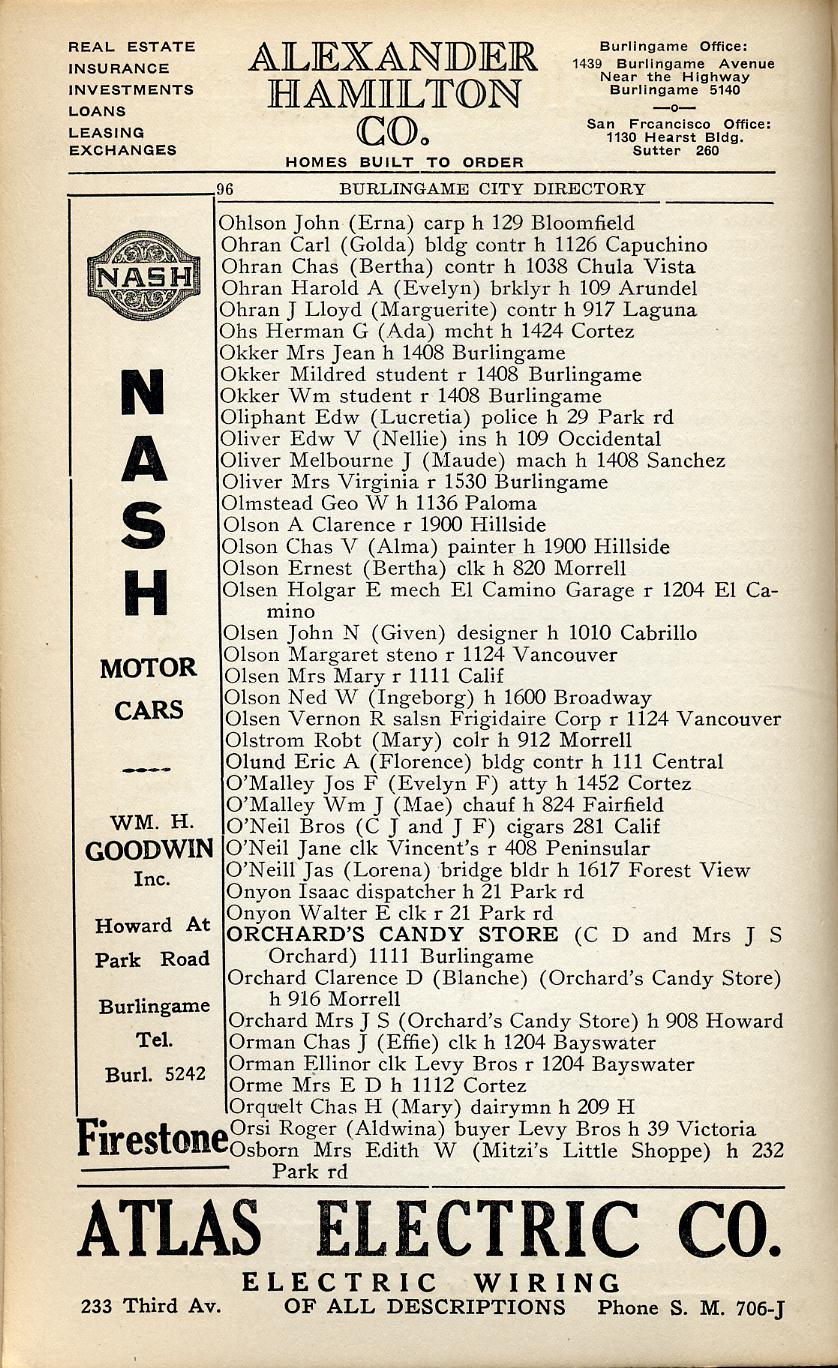 REAL ESTATE
INSURANCE
INVESTMENTS
LOANS
LEASING
EXCHANGES
ALEXANDER
HAMILTON
CO.
HOMES BUILT TO ORDER
Burlingame Office:
1439 Burlingame Avenue
Near the Highway
Burlingame 5140
—o—
San Frcancisco Office:
1130 Hearst Bldg.
Sutter 260
96 BURLINGAME CITY DIRECTORY
NASH
N
A
S
H
MOTOR
CARS
----
WM. H.
GOODWIN
Inc.
Howard At
Park Road
Burlingame
Tel.
Burl. 5242
Firestone
Ohlson John (Erna) carp h 129 Bloomfield
Ohran Carl (Golda) bldg contr h 1126 Capuchino
Ohran Chas (Bertha) contr h 1038 Chula Vista
Ohran Harold A (Evelyn) brklyr h 109 Arundel
Ohran J Lloyd (Marguerite) contr h 917 Laguna
Ohs Herman G (Ada) mcht h 1424 Cortez
Okker Mrs Jean h 1408 Burlingame
Okker Mildred student r 1408 Burlingame
Okker Wm student r 1408 Burlingame
Oliphant Edw (Lucretia) police h 29 Park rd
Oliver Edw V (Nellie) ins h 109 Occidental
Oliver Melbourne J (Maude) mach h 1408 Sanchez
Oliver Mrs Virginia r 1530 Burlingame
Olmstead Geo W h 1136 Paloma
Olson A Clarence r 1900 Hillside
Olson Chas V (Alma) painter h 1900 Hillside
Olson Ernest (Bertha) clk h 820 Morrell
Olsen Holgar E mech El Camino Garage r 1204 El Ca-
mino
Olsen John N (Given) designer h 1010 Cabrillo
Olson Margaret steno r 1124 Vancouver
Olsen Mrs Mary r 1111 Calif
Olson Ned W (Ingeborg) h 1600 Broadway
Olsen Vernon R salsn Frigidaire Corp r 1124 Vancouver
Olstrom Robt (Mary) colr h 912 Morrell
Olund Eric A (Florence) bldg contr h 111 Central
O'Malley Jos F (Evelyn F) atty h 1452 Cortez
O'Malley Wm J (Mae) chauf h 824 Fairfield
O'Neil Bros (C J and J F) cigars 281 Calif
O'Neil Jane clk Vincent's r 408 Peninsular
O'Neill Jas (Lorena) bridge bldr h 1617 Forest View
Onyon Isaac dispatcher h 21 Park rd
Onyon Walter E clk r 21 Park rd
ORCHARD'S CANDY STORE (C D and Mrs J S
Orchard) 1111 Burlingame
Orchard Clarence D (Blanche) (Orchard's Candy Store)
h 916 Morrell
Orchard Mrs J S (Orchard's Candy Store) h 908 Howard
Orman Chas J (Effie) clk h 1204 Bayswater
Orman Ellinor clk Levy Bros r 1204 Bayswater
Orme Mrs E D h 1112 Cortez
Orquelt Chas H (Mary) dairymn h 209 H
Orsi Roger (Aldwina) buyer Levy Bros h 39 Victoria
Osborn Mrs Edith W (Mitzi's Little Shoppe) h 232
Park rd
ATLAS ELECTRIC CO.
ELECTRIC WIRING
233 Third Av. OF ALL DESCRIPTIONS Phone S. M. 706-J